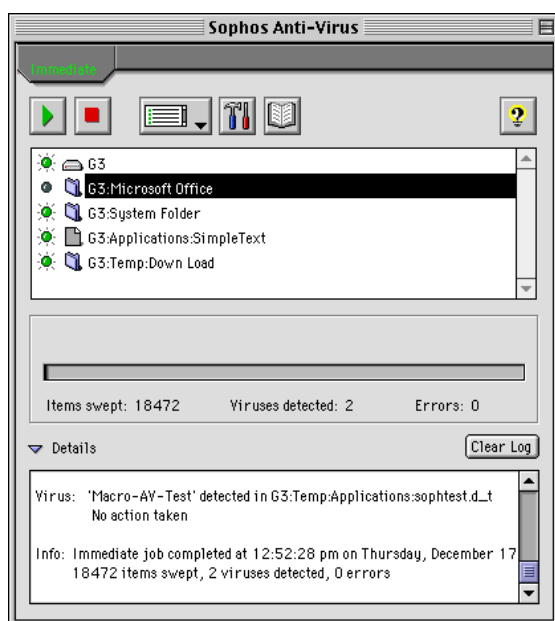 Sophos Anti-Virus
Immediate
G3
G3:Microsoft Office
G3:System Folder
G3:Applications:SimpleText
G3:Temp:Down Load
Items swept: 18472 Viruses detected: 2 Errors: 0
Details Clear Log
Virus: 'Macro-AV-Test' detected in G3:Temp:Applications:sophtest.d_t
No action taken
Info: Immediate job completed at 12:52:28 pm on Thursday, December 17
18472 items swept, 2 viruses detected, 0 errors